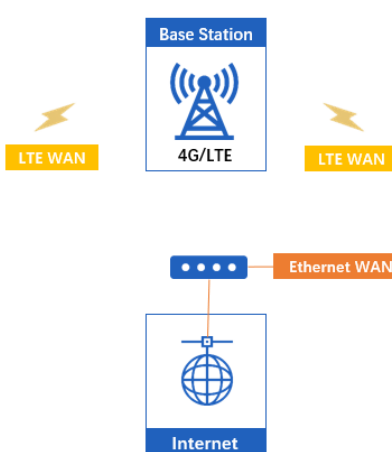 Base Station
4G/LTE
LTE WAN
LTE WAN
Ethernet WAN
Internet